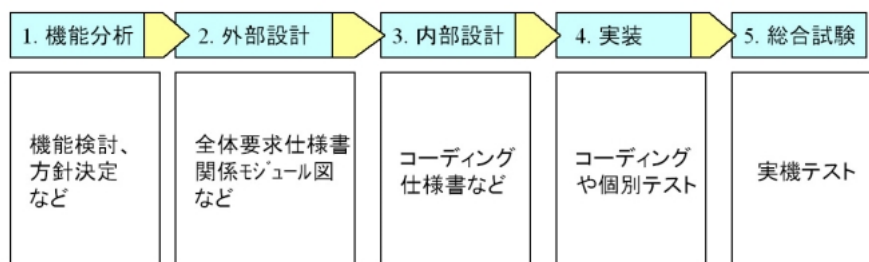 1. 機能分析
2. 外部設計
3. 内部設計
4. 実装
5. 総合試験
機能検討、
方針決定
など
全体要求仕様書
関係ﾓｼﾞｭｰﾙ図
など
コーディング
仕様書など
コーディング
や個別テスト
実機テスト